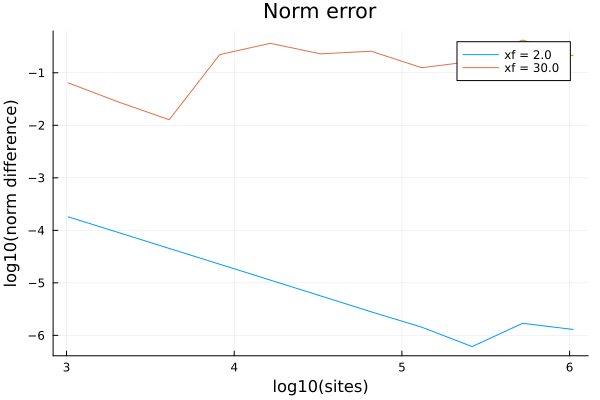 Norm error
log10(norm difference)
−1
−2
−3
−4
−5
−6
xf = 2.0
xf = 30.0
3
4
5
6
log10(sites)